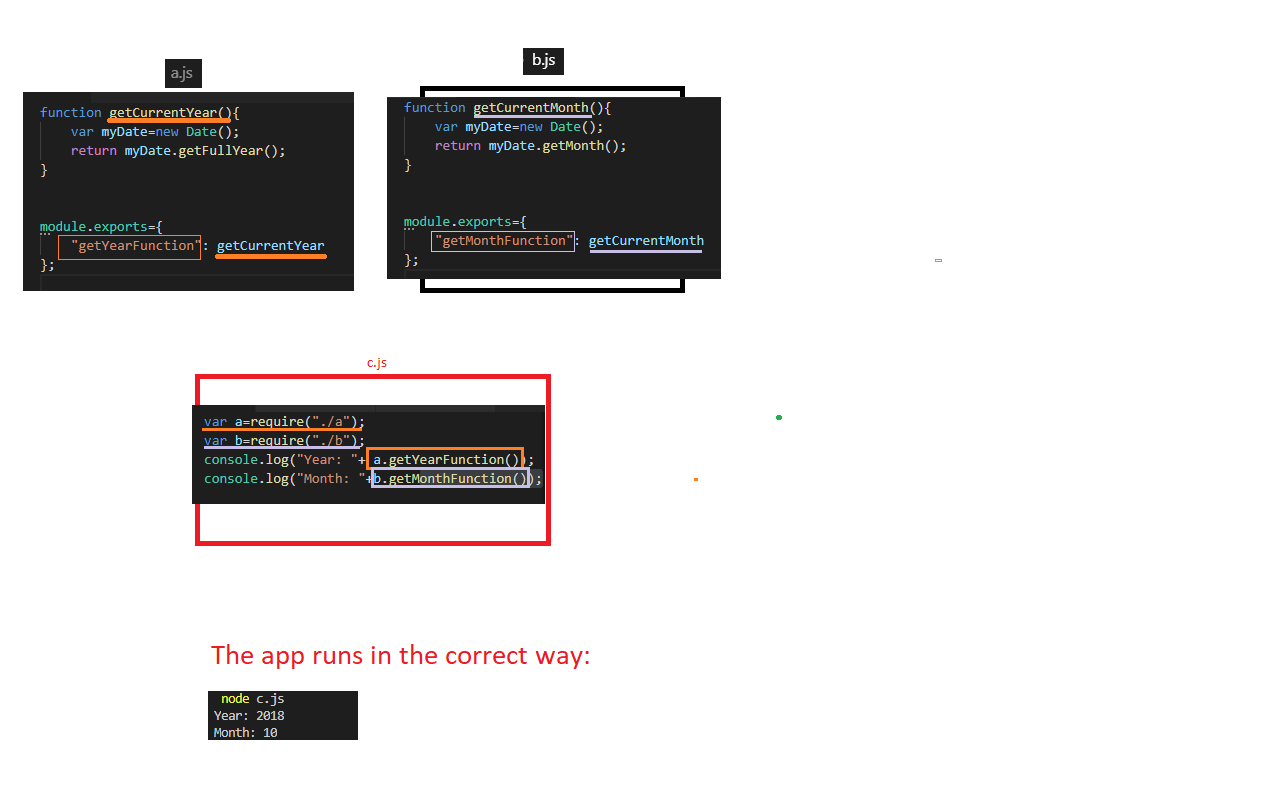 a.js
function getCurrentYear(){
    var myDate=new Date();
    return myDate.getFullYear();
}
module.exports={
    "getYearFunction": getCurrentYear
};
b.js
function getCurrentMonth(){
    var myDate=new Date();
    return myDate.getMonth();
}
module.exports={
    "getMonthFunction": getCurrentMonth
};
c.js
var a=require("./a");
var b=require("./b");
console.log("Year: "+ a.getYearFunction());
console.log("Month: "+b.getMonthFunction());
The app runs in the correct way:
node c.js
Year: 2018
Month: 10